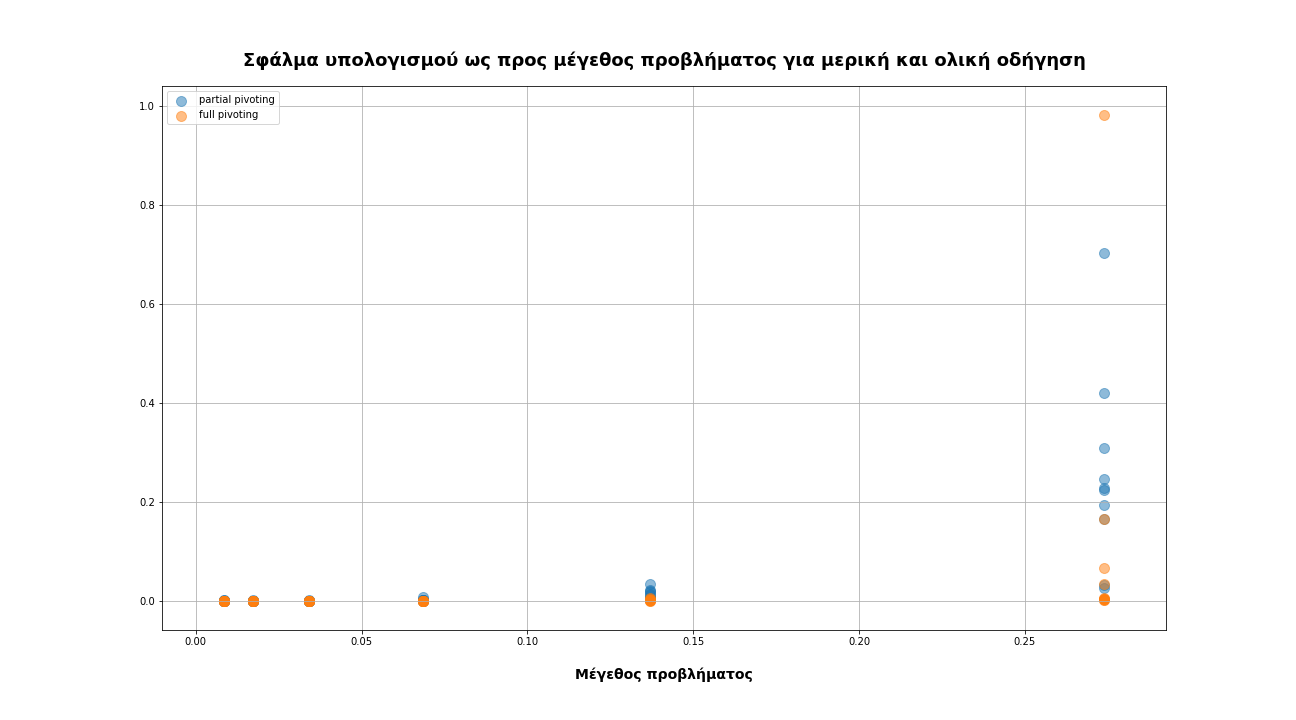 Σφάλμα υπολογισμού ως προς μέγεθος προβλήματος για μερική και ολική οδήγηση
partial pivoting
full pivoting
1.0
0.8
0.6
0.4
0.2
0.0
0.00 0.05 0.10 0.15 0.20 0.25
Μέγεθος προβλήματος